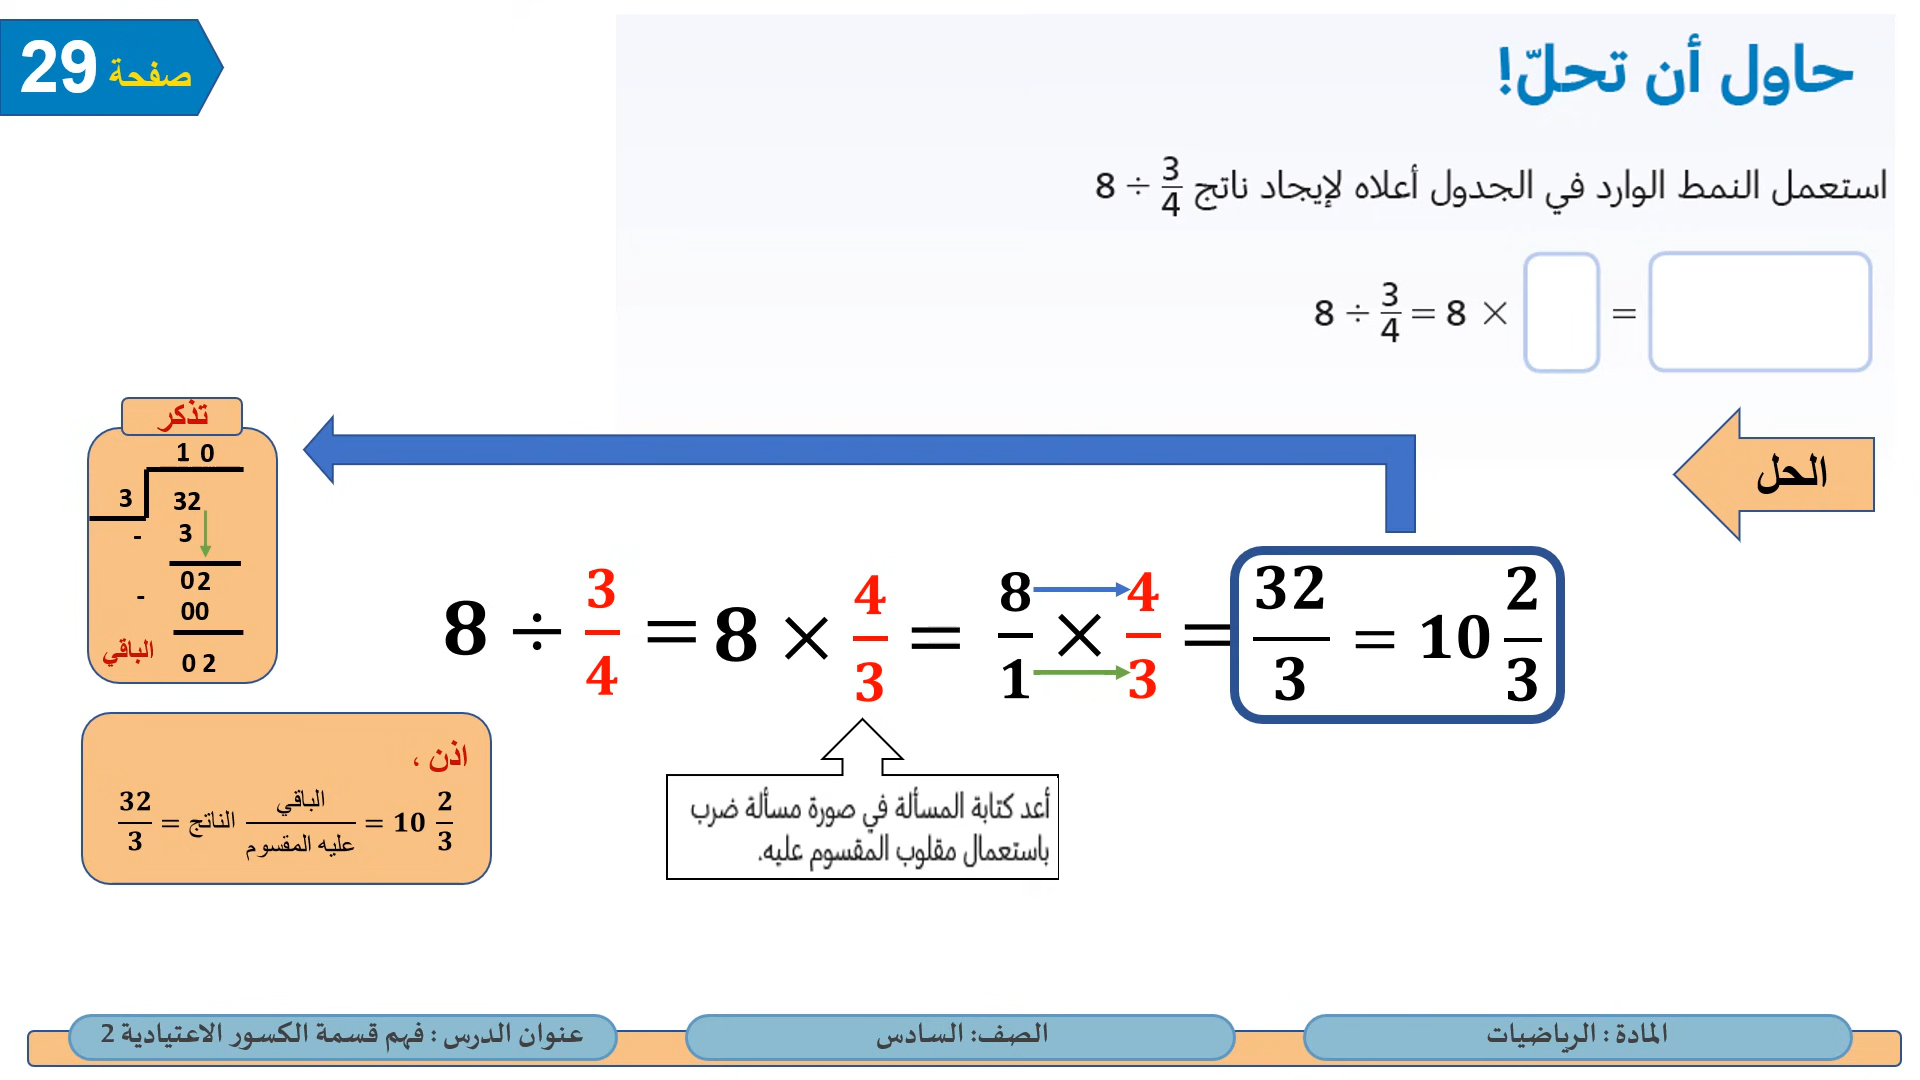 صفحة 29
حاول أن تحلّ!
استعمل النمط الوارد في الجدول أعلاه لإيجاد ناتج 8 ÷ 3/4
8 ÷ 3/4 = 8 × =
الحل
تذكر
1 0
3 32
- 3
02
- 00
الباقي 0 2
8 ÷ 3/4 = 8 × 4/3 = 8/1 × 4/3 = 32/3 = 10 2/3
أعد كتابة المسألة في صورة مسألة ضرب
باستعمال مقلوب المقسوم عليه.
اذن ،
32/3 = الناتج الباقي/عليه المقسوم = 10 2/3
المادة : الرياضيات
الصف: السادس
عنوان الدرس : فهم قسمة الكسور الاعتيادية 2